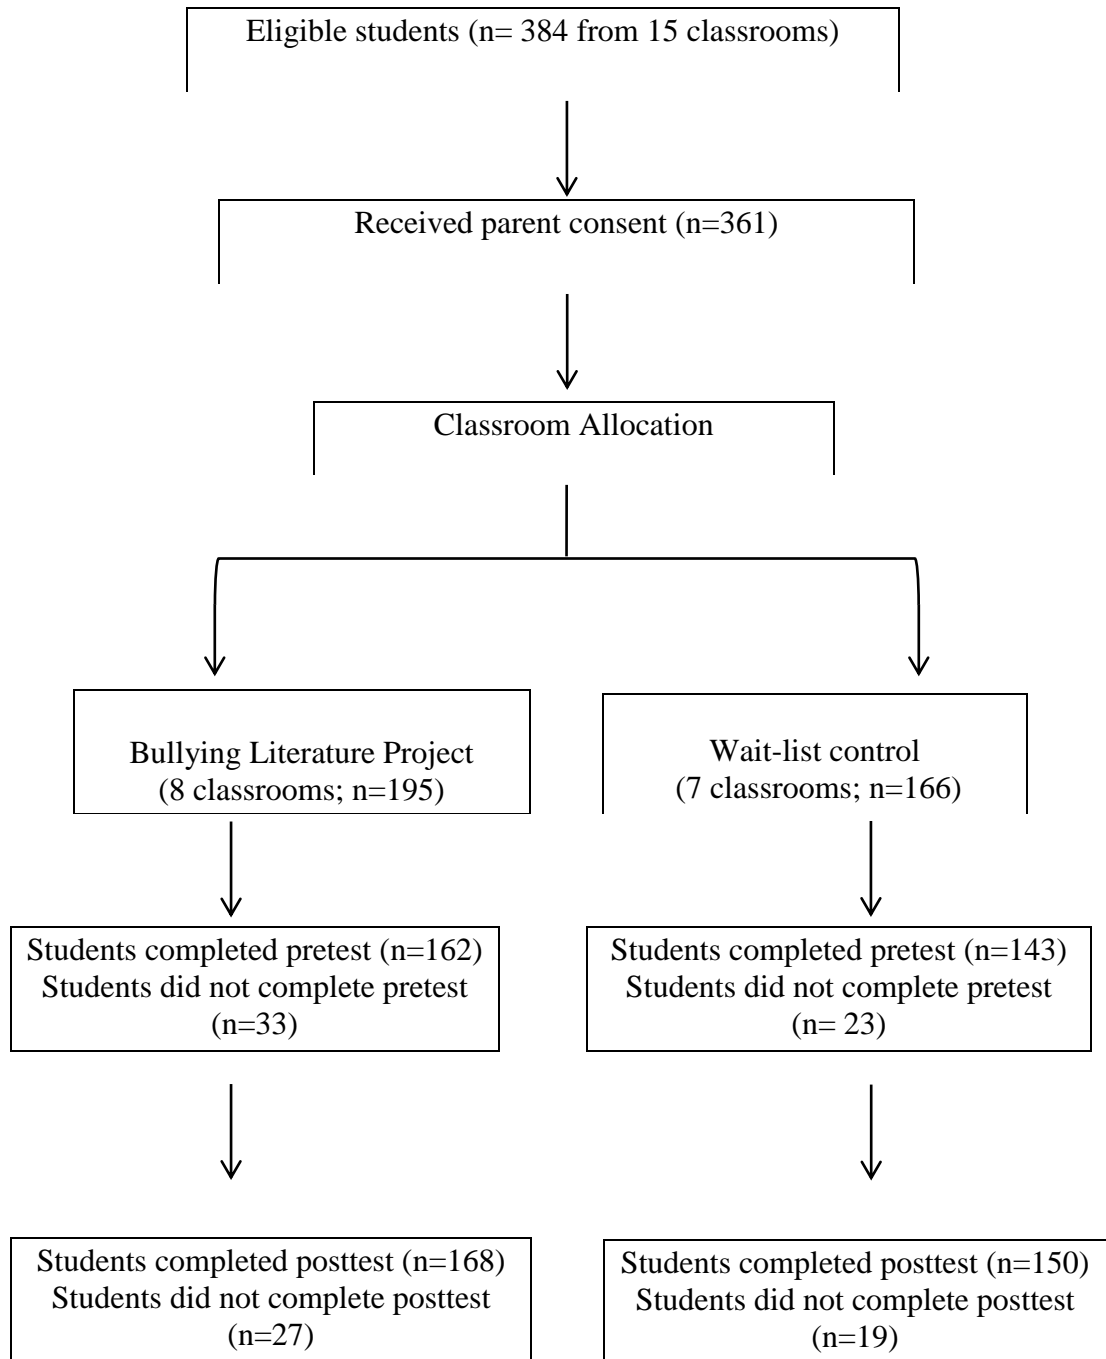 Eligible students (n= 384 from 15 classrooms)
Received parent consent (n=361)
Classroom Allocation
Bullying Literature Project
(8 classrooms; n=195)
Wait-list control
(7 classrooms; n=166)
Students completed pretest (n=162)
Students did not complete pretest
(n=33)
Students completed pretest (n=143)
Students did not complete pretest
(n= 23)
Students completed posttest (n=168)
Students did not complete posttest
(n=27)
Students completed posttest (n=150)
Students did not complete posttest
(n=19)